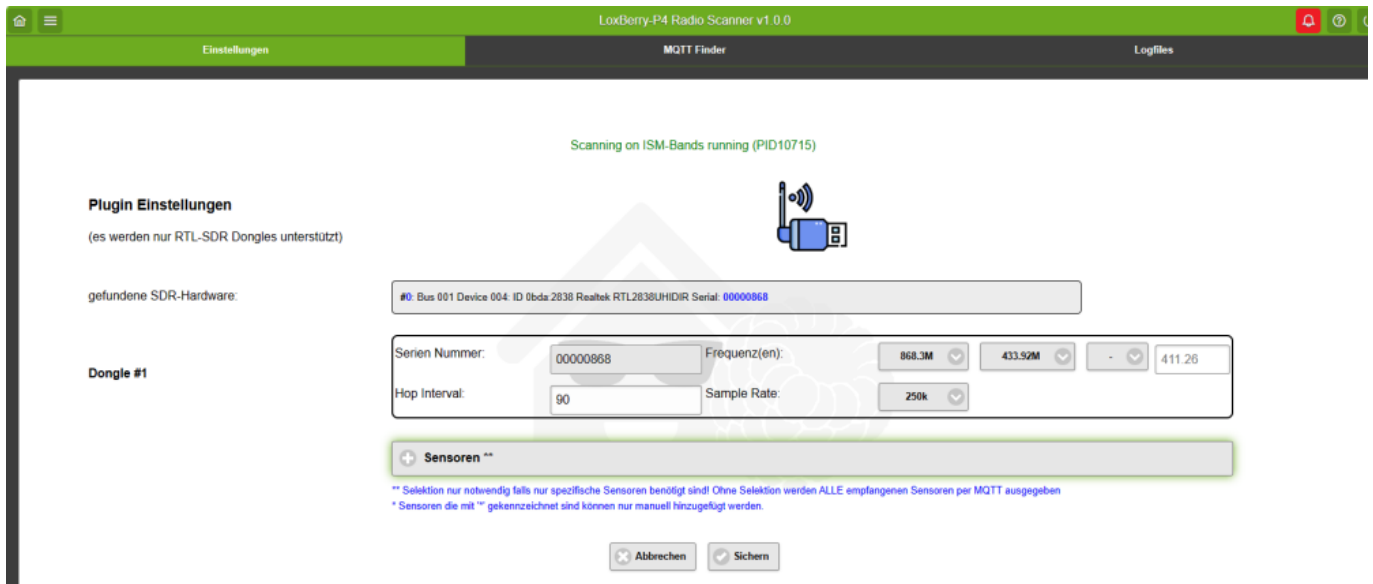 LoxBerry-P4 Radio Scanner v1.0.0
Einstellungen MQTT Finder Logfiles
Scanning on ISM-Bands running (PID10715)
Plugin Einstellungen
(es werden nur RTL-SDR Dongles unterstützt)
gefundene SDR-Hardware: #0: Bus 001 Device 004: ID 0bda:2838 Realtek RTL2838UHIDIR Serial: 00000868
Serien Nummer: 00000868 Frequenz(en): 868.3M 433.92M - 411.26
Dongle #1
Hop Interval: 90 Sample Rate: 250k
Sensoren **
** Selektion nur notwendig falls nur spezifische Sensoren benötigt sind! Ohne Selektion werden ALLE empfangenen Sensoren per MQTT ausgegeben
* Sensoren die mit '*' gekennzeichnet sind können nur manuell hinzugefügt werden.
Abbrechen Sichern